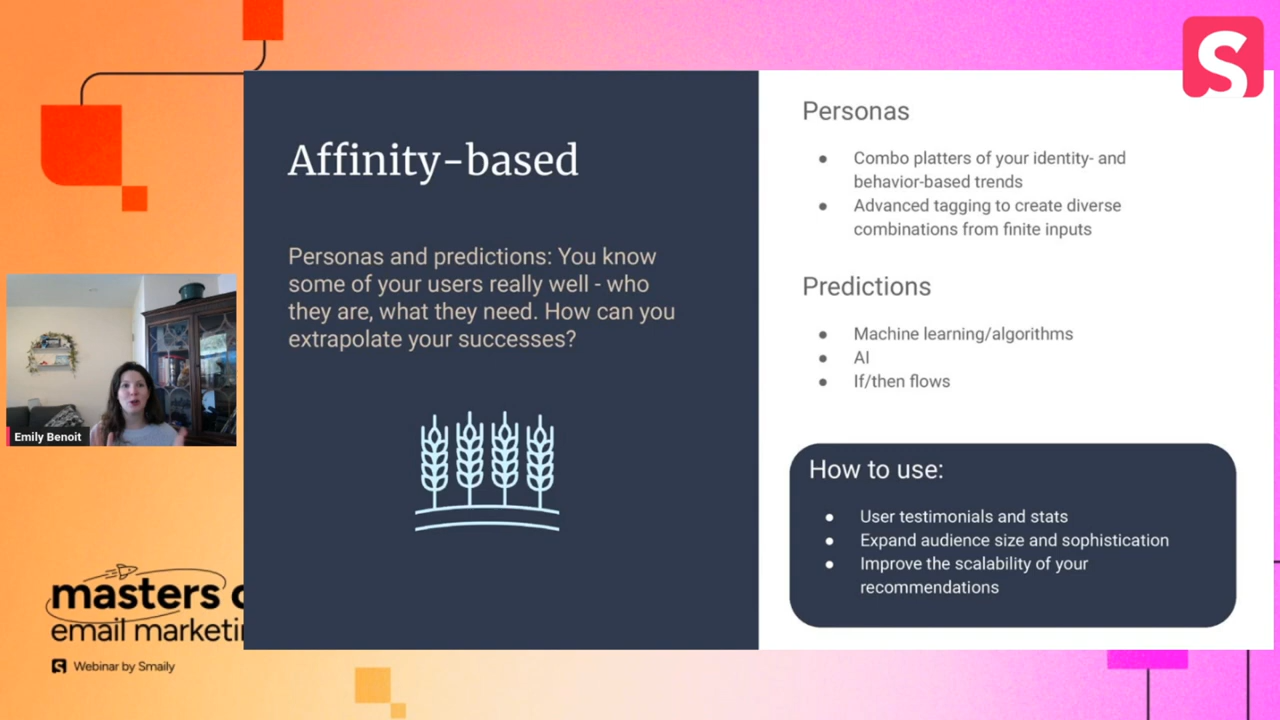 Affinity-based
Personas and predictions: You know
some of your users really well - who
they are, what they need. How can you
extrapolate your successes?
Personas
● Combo platters of your identity- and
behavior-based trends
● Advanced tagging to create diverse
combinations from finite inputs
Predictions
● Machine learning/algorithms
● AI
● If/then flows
How to use:
● User testimonials and stats
● Expand audience size and sophistication
● Improve the scalability of your
recommendations
Emily Benoit
masters
email
Webinar by Smaily
S